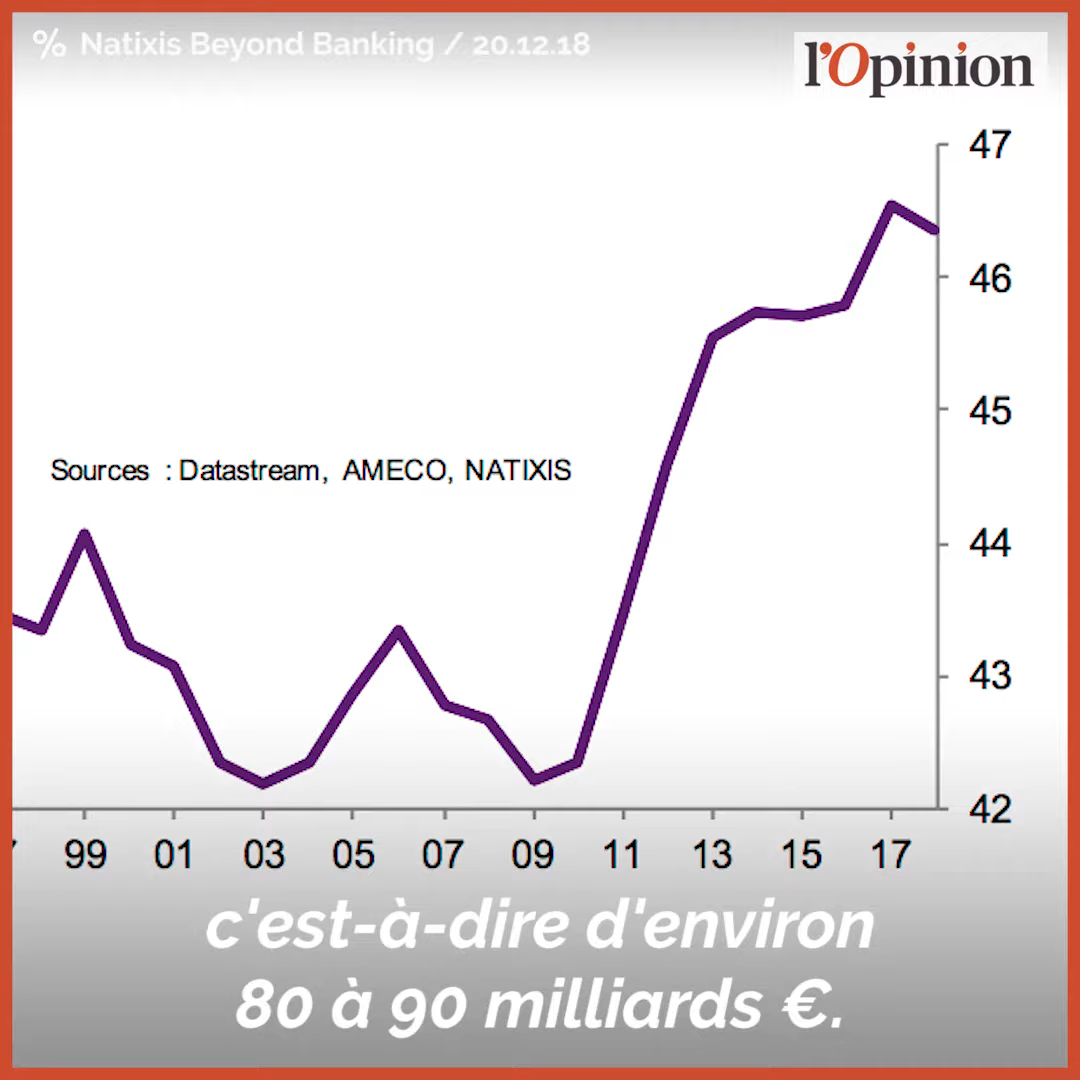 % Natixis Beyond Banking / 20.12.18
l'Opinion
47
46
45
Sources : Datastream, AMECO, NATIXIS
44
43
42
99 01 03 05 07 09 11 13 15 17
c'est-à-dire d'environ
80 à 90 milliards €.